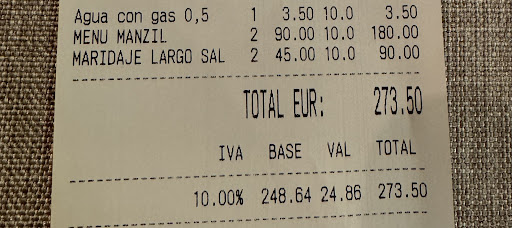 Agua con gas 0,5 1 3.50 10.0 3.50
MENU MANZIL 2 90.00 10.0 180.00
MARIDAJE LARGO SAL 2 45.00 10.0 90.00
TOTAL EUR: 273.50
IVA BASE VAL TOTAL
10.00% 248.64 24.86 273.50